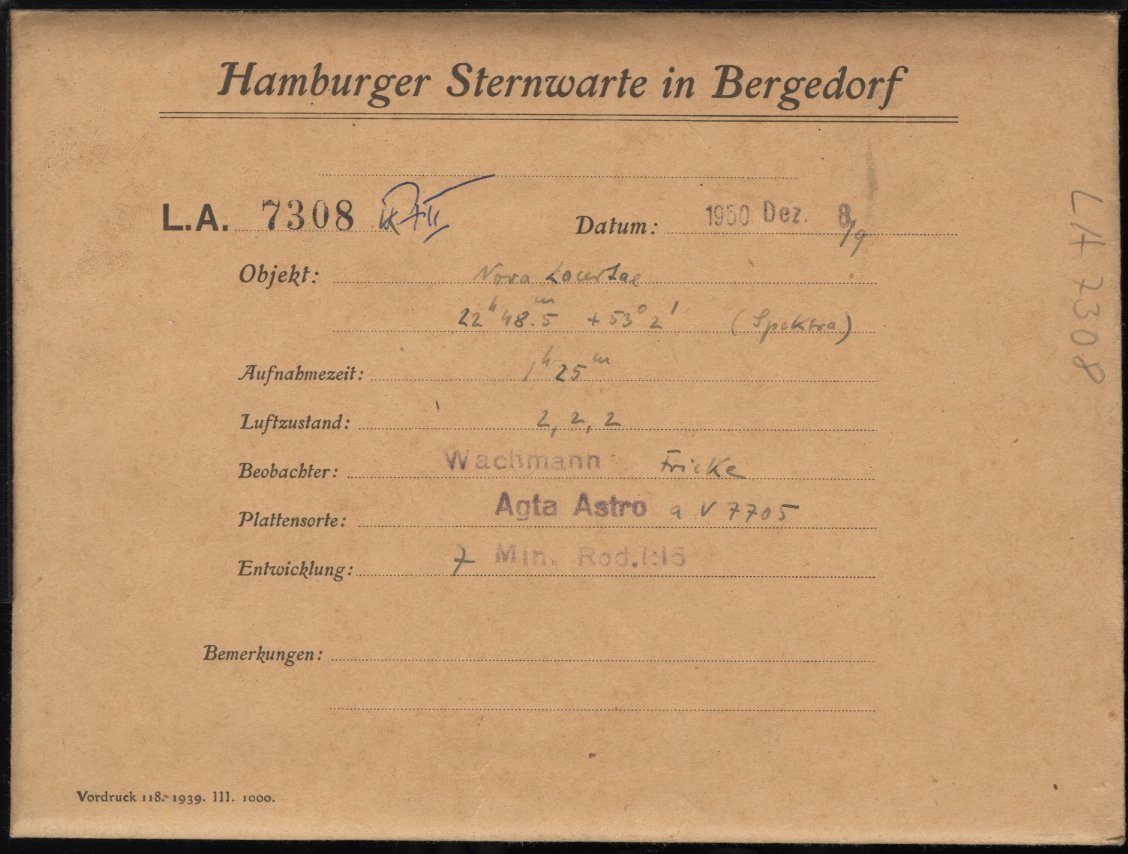 Hamburger Sternwarte in Bergedorf
L.A. 7308
Datum: 1950 Dez. 8/9
Objekt: Nova Lacertae
22ʰ 48.ᵐ5 +53° 2' (Spektra)
Aufnahmezeit: 1ʰ 25ᵐ
Luftzustand: 2, 2, 2
Beobachter: Wachmann Fricke
Plattensorte: Agfa Astro a V 7705
Entwicklung: 7 Min. Rod. 1:15
Bemerkungen:
Vordruck 118. 1939. III. 1000.
LA 7308